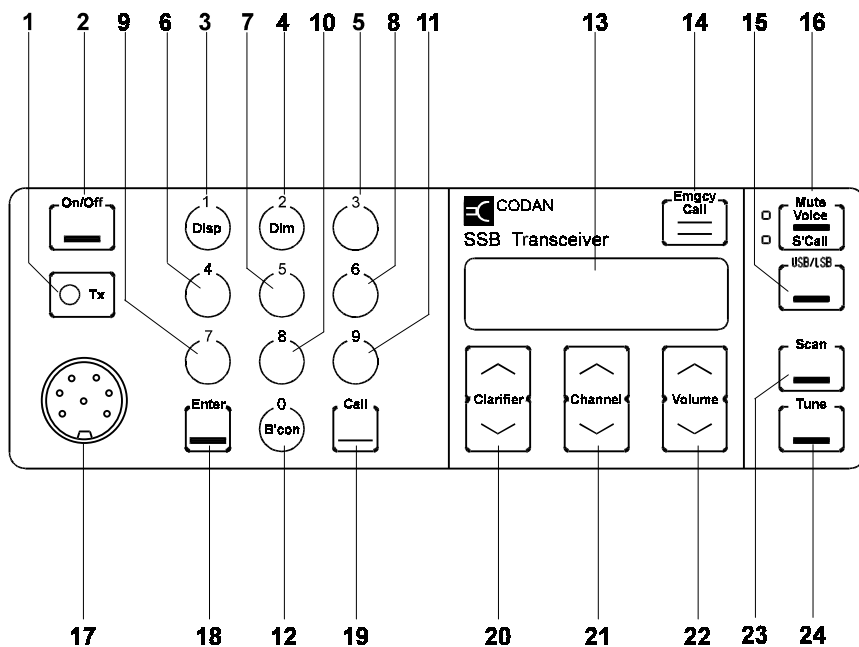 1 2 9 6 3 7 4 10 8 5 11 13 14 15 16
On/Off
1
Disp
2
Dim
3
CODAN
SSB Transceiver
Emgcy
Call
Mute
Voice
S'Call
Tx
4
5
6
USB/LSB
7
8
9
Scan
Clarifier
Channel
Volume
Enter
0
B'con
Call
Tune
17 18 12 19 20 21 22 23 24